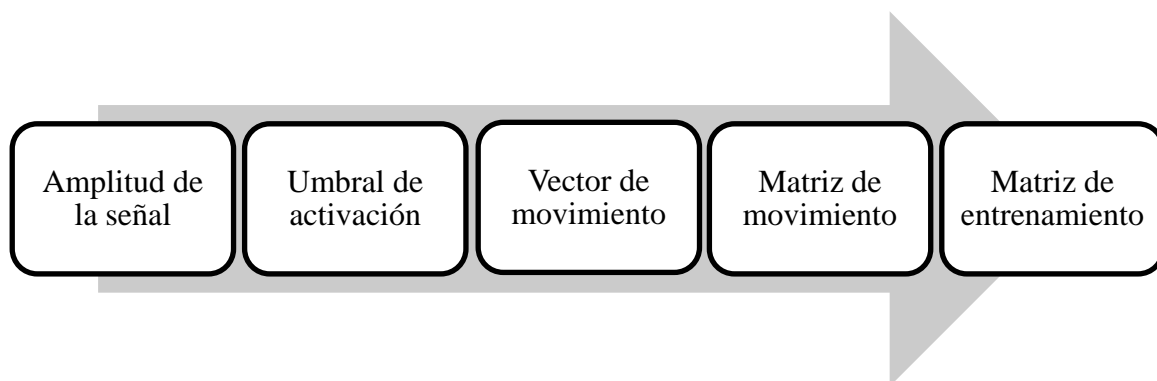 Amplitud de
la señal
Umbral de
activación
Vector de
movimiento
Matriz de
movimiento
Matriz de
entrenamiento